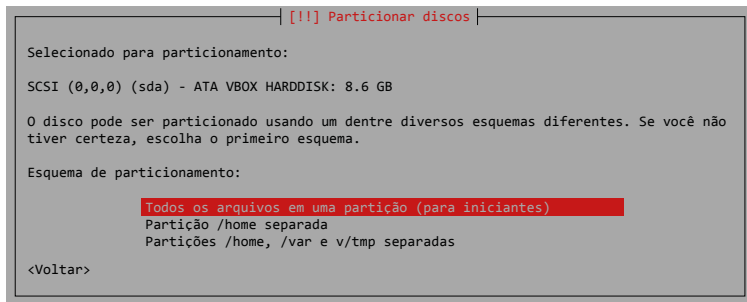 [!!] Particionar discos
Selecionado para particionamento:
SCSI (0,0,0) (sda) - ATA VBOX HARDDISK: 8.6 GB
O disco pode ser particionado usando um dentre diversos esquemas diferentes. Se você não
tiver certeza, escolha o primeiro esquema.
Esquema de particionamento:
Todos os arquivos em uma partição (para iniciantes)
Partição /home separada
Partições /home, /var e v/tmp separadas
<Voltar>